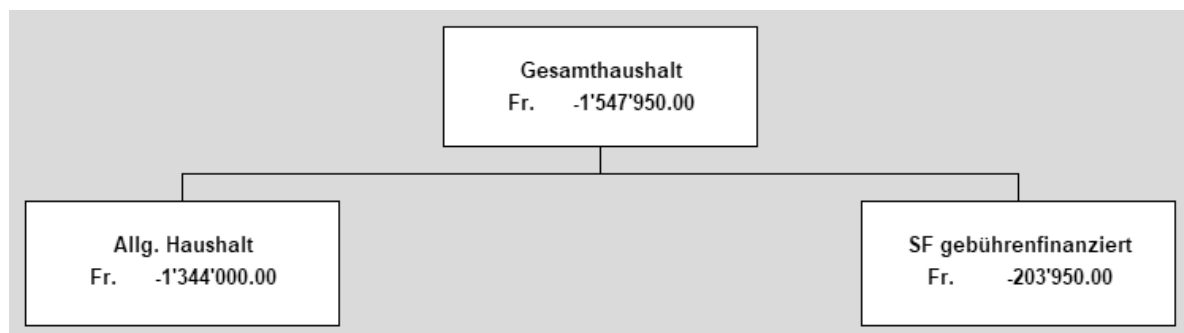 Gesamthaushalt
Fr. -1'547'950.00
Allg. Haushalt
Fr. -1'344'000.00
SF gebührenfinanziert
Fr. -203'950.00